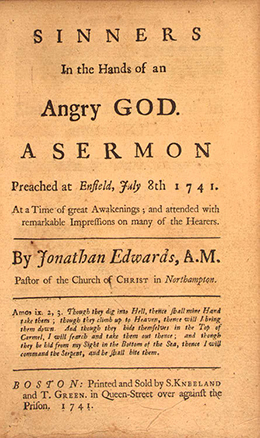 SINNERS
In the Hands of an
Angry GOD.
A SERMON
Preached at Enfield, July 8th 1741.
At a Time of great Awakenings; and attended with
remarkable Impressions on many of the Hearers.
By Jonathan Edwards, A.M.
Pastor of the Church of CHRIST in Northampton.
Amos ix. 2, 3. Though they dig into Hell, thence shall mine Hand
take them; though they climb up to Heaven, thence will I bring
them down. And though they hide themselves in the Top of
Carmel, I will search and take them out thence; and though
they be hid from my Sight in the Bottom of the Sea, thence I will
command the Serpent, and he shall bite them.
BOSTON: Printed and Sold by S. KNEELAND
and T. GREEN. in Queen-Street over against the
Prison, 1741.